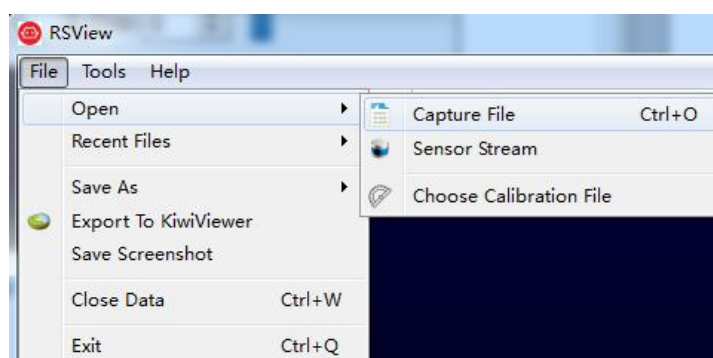 RSView
File Tools Help
Open
Recent Files
Save As
Export To KiwiViewer
Save Screenshot
Close Data Ctrl+W
Exit Ctrl+Q
Capture File Ctrl+O
Sensor Stream
Choose Calibration File